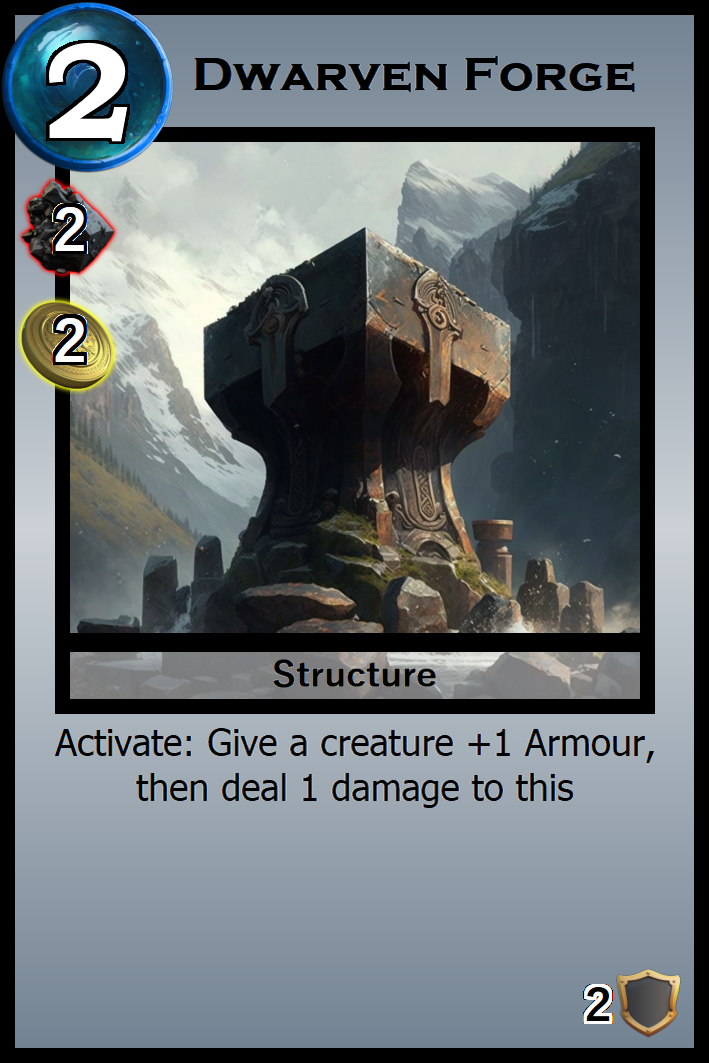 2
Dwarven Forge
2
2
Structure
Activate: Give a creature +1 Armour,
then deal 1 damage to this
2